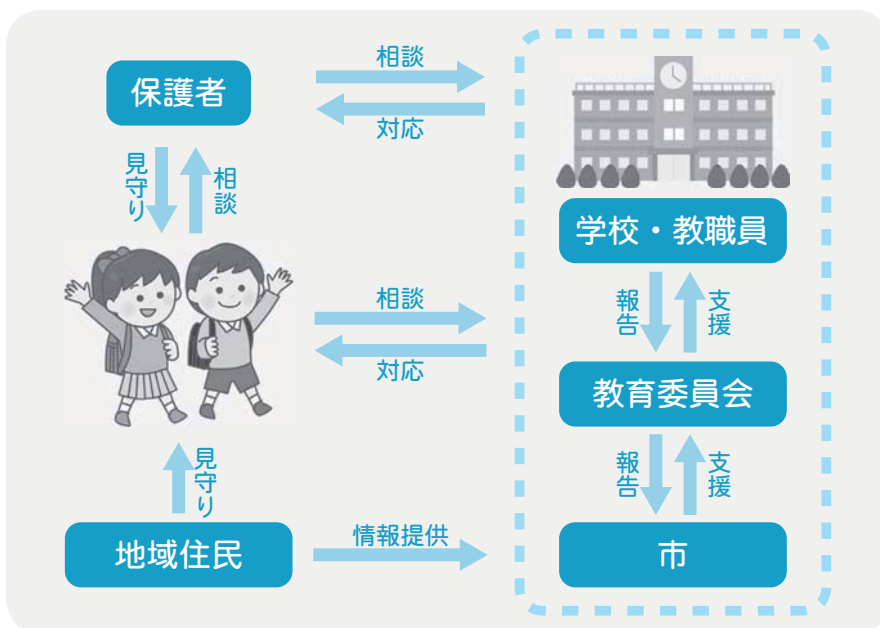 保護者
相談
対応
見守り
相談
学校・教職員
相談
対応
報告
支援
教育委員会
見守り
報告
支援
地域住民
情報提供
市